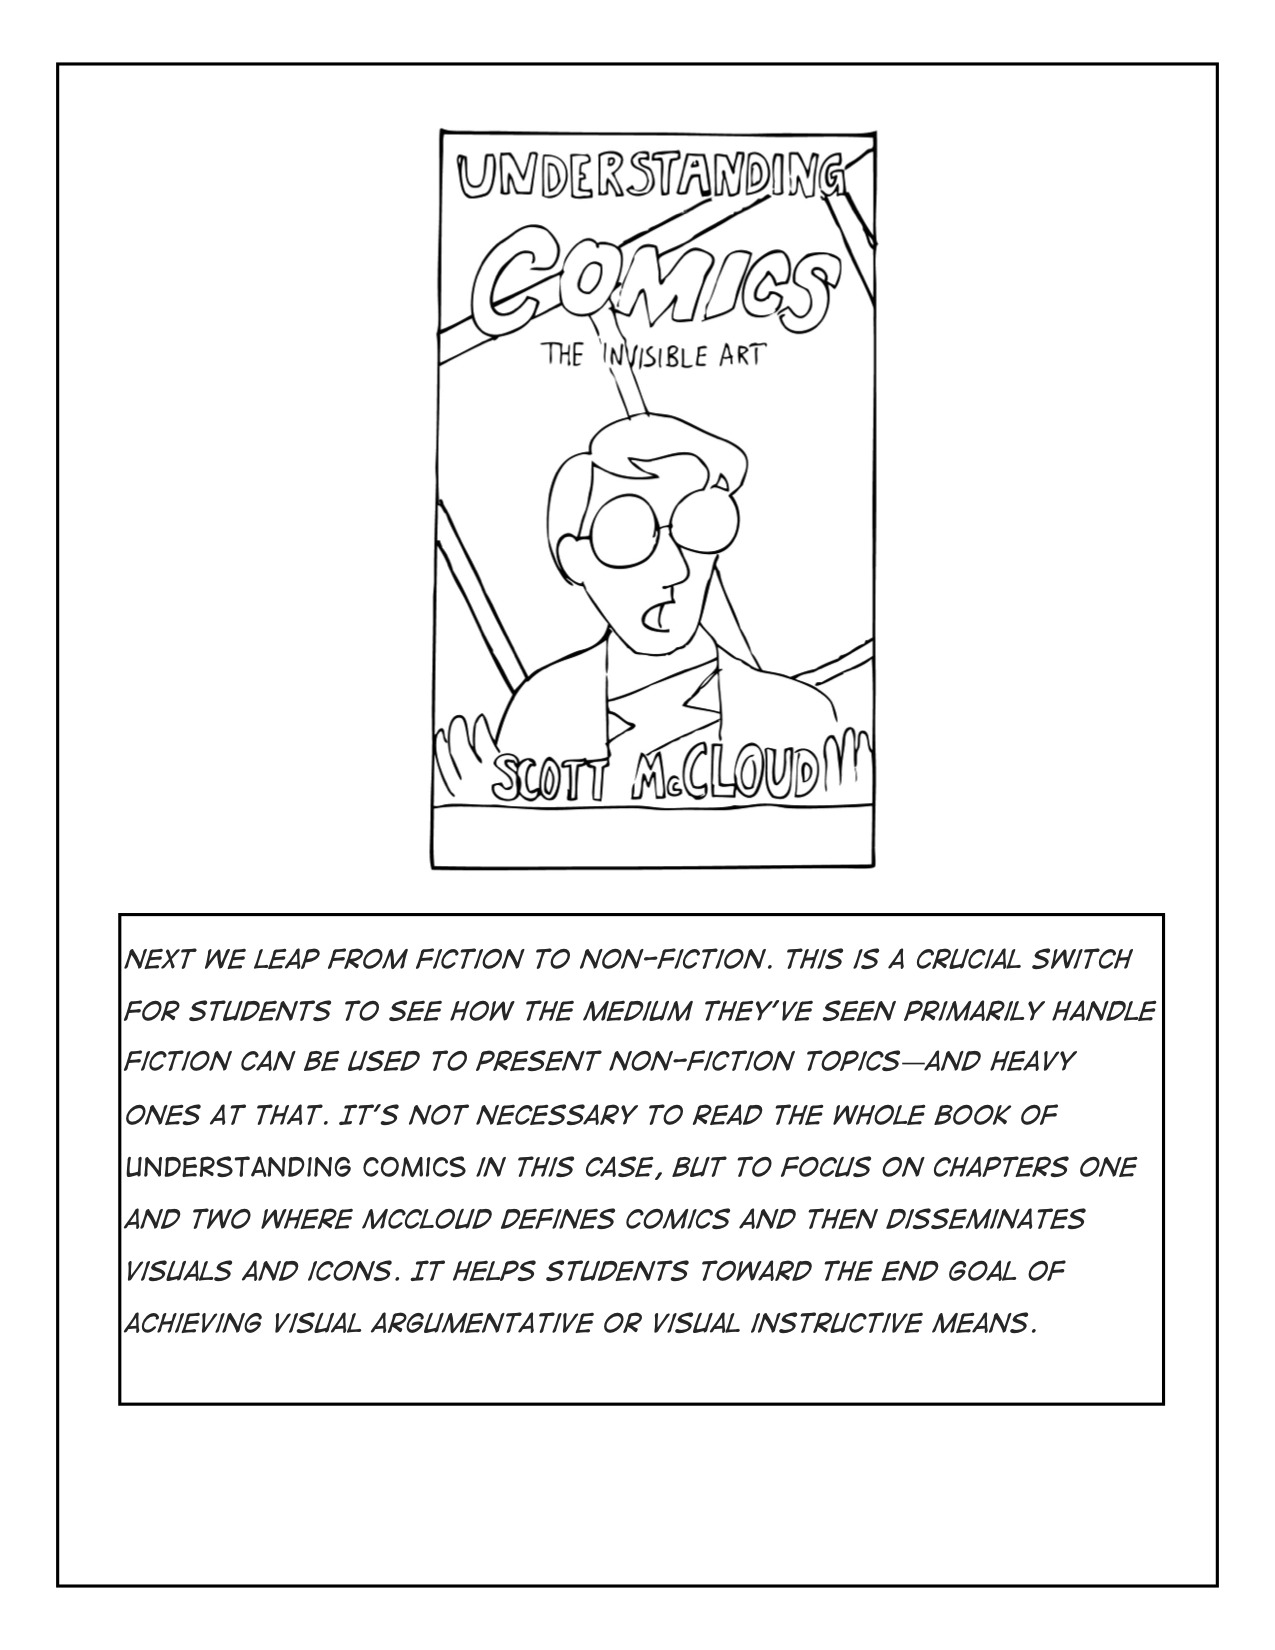 UNDERSTANDING
COMICS
THE INVISIBLE ART
SCOTT McCLOUD
NEXT WE LEAP FROM FICTION TO NON-FICTION. THIS IS A CRUCIAL SWITCH
FOR STUDENTS TO SEE HOW THE MEDIUM THEY'VE SEEN PRIMARILY HANDLE
FICTION CAN BE USED TO PRESENT NON-FICTION TOPICS—AND HEAVY
ONES AT THAT. IT'S NOT NECESSARY TO READ THE WHOLE BOOK OF
UNDERSTANDING COMICS IN THIS CASE, BUT TO FOCUS ON CHAPTERS ONE
AND TWO WHERE MCCLOUD DEFINES COMICS AND THEN DISSEMINATES
VISUALS AND ICONS. IT HELPS STUDENTS TOWARD THE END GOAL OF
ACHIEVING VISUAL ARGUMENTATIVE OR VISUAL INSTRUCTIVE MEANS.